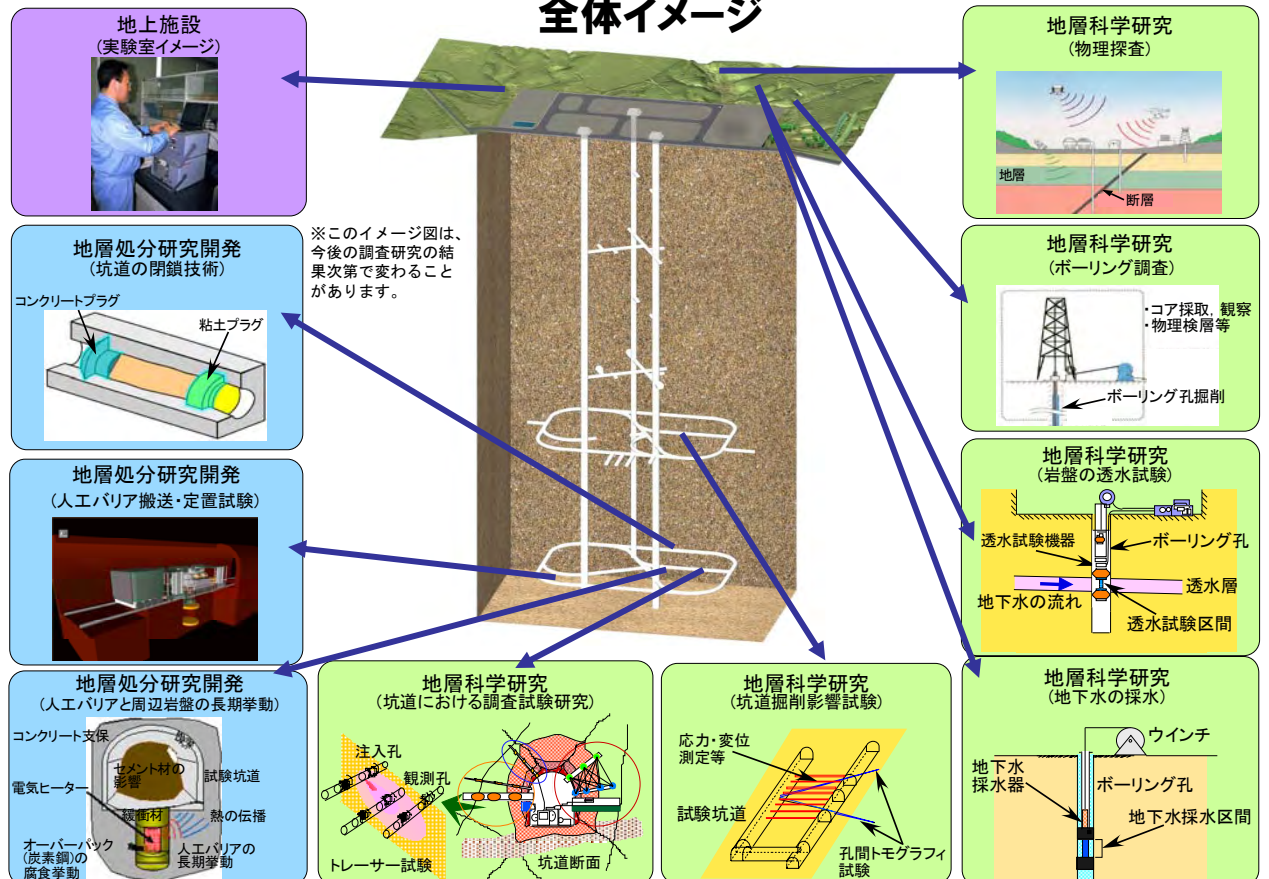 全体イメージ
地上施設
(実験室イメージ)
※このイメージ図は、
今後の調査研究の結
果次第で変わること
があります。
地層処分研究開発
(坑道の閉鎖技術)
コンクリートプラグ
粘土プラグ
地層処分研究開発
(人工バリア搬送・定置試験)
地層処分研究開発
(人工バリアと周辺岩盤の長期挙動)
コンクリート支保
セメント材の
影響
試験坑道
電気ヒーター
緩衝材
熱の伝播
オーバーパック
(炭素鋼)の
腐食挙動
人工バリアの
長期挙動
地層科学研究
(坑道における調査試験研究)
注入孔
観測孔
トレーサー試験
坑道断面
地層科学研究
(坑道掘削影響試験)
応力・変位
測定等
試験坑道
孔間トモグラフィ
試験
地層科学研究
(物理探査)
地層
断層
地層科学研究
(ボーリング調査)
・コア採取, 観察
・物理検層等
ボーリング孔掘削
地層科学研究
(岩盤の透水試験)
透水試験機器
ボーリング孔
透水層
地下水の流れ
透水試験区間
地層科学研究
(地下水の採水)
ウインチ
地下水
採水器
ボーリング孔
地下水採水区間